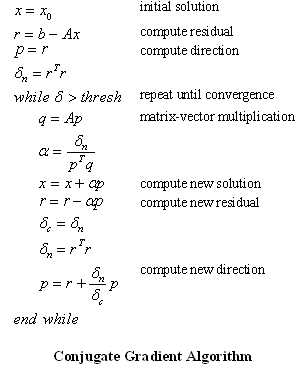 x = x₀ initial solution
r = b − Ax compute residual
p = r compute direction
δₙ = rᵀr
while δ > thresh repeat until convergence
q = Ap matrix-vector multiplication
α = δₙ / pᵀq
x = x + αp compute new solution
r = r − αp compute new residual
δ꜀ = δₙ
δₙ = rᵀr
p = r + δₙ/δ꜀ p compute new direction
end while
Conjugate Gradient Algorithm